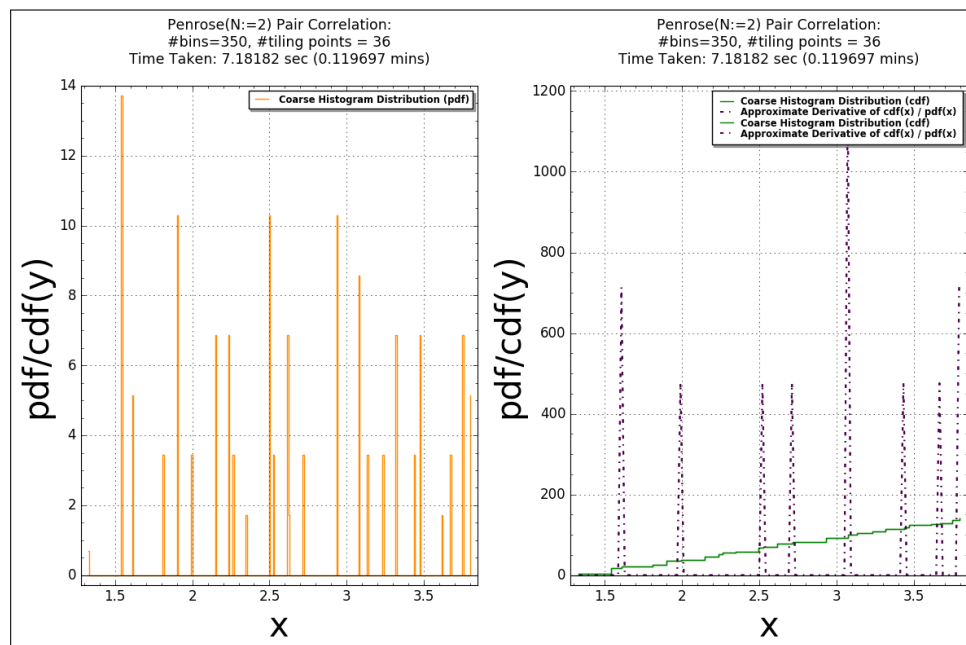 Penrose(N:=2) Pair Correlation:
#bins=350, #tiling points = 36
Time Taken: 7.18182 sec (0.119697 mins)
Coarse Histogram Distribution (pdf)
14
12
10
8
6
4
2
0
pdf/cdf(y)
1.5
2
2.5
3
3.5
x
Penrose(N:=2) Pair Correlation:
#bins=350, #tiling points = 36
Time Taken: 7.18182 sec (0.119697 mins)
Coarse Histogram Distribution (cdf)
Approximate Derivative of cdf(x) / pdf(x)
Coarse Histogram Distribution (cdf)
Approximate Derivative of cdf(x) / pdf(x)
1200
1000
800
600
400
200
0
pdf/cdf(y)
1.5
2
2.5
3
3.5
x